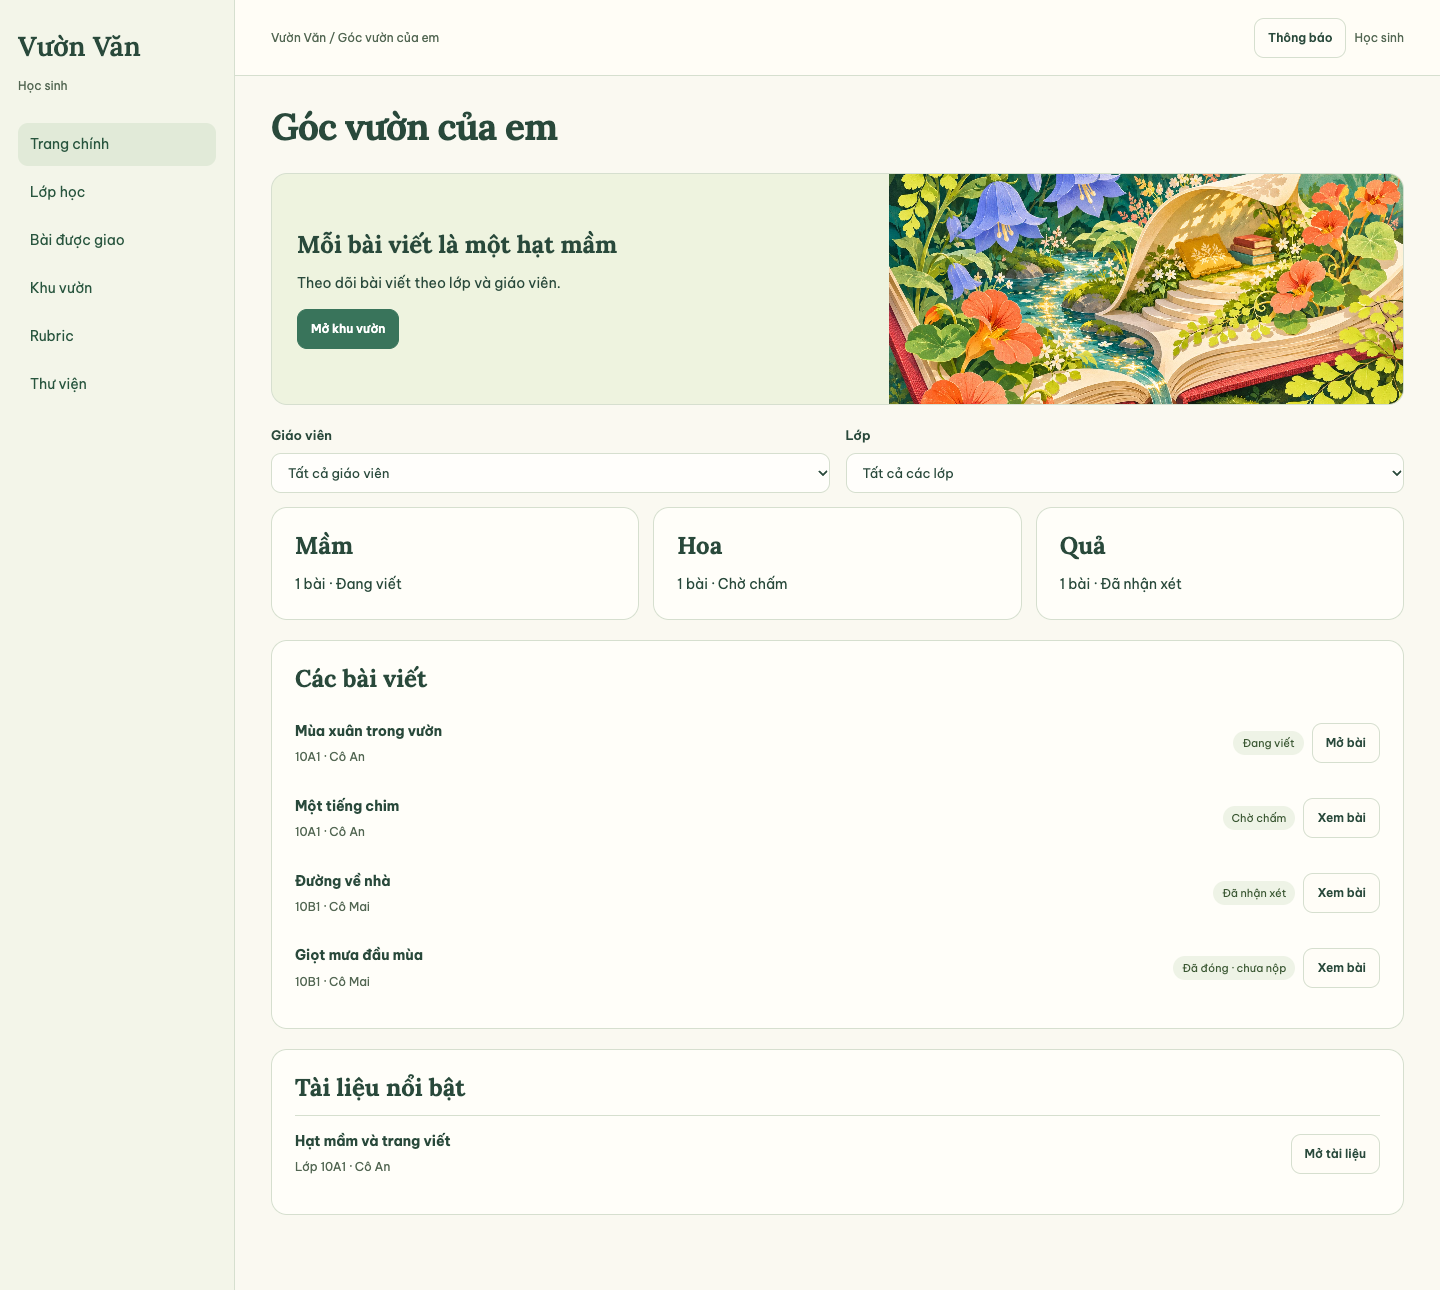 Vườn Văn
Học sinh
Trang chính
Lớp học
Bài được giao
Khu vườn
Rubric
Thư viện
Vườn Văn / Góc vườn của em
Thông báo
Học sinh
Góc vườn của em
Mỗi bài viết là một hạt mầm
Theo dõi bài viết theo lớp và giáo viên.
Mở khu vườn
Giáo viên
Tất cả giáo viên
Lớp
Tất cả các lớp
Mầm
1 bài · Đang viết
Hoa
1 bài · Chờ chấm
Quả
1 bài · Đã nhận xét
Các bài viết
Mùa xuân trong vườn
10A1 · Cô An
Đang viết
Mở bài
Một tiếng chim
10A1 · Cô An
Chờ chấm
Xem bài
Đường về nhà
10B1 · Cô Mai
Đã nhận xét
Xem bài
Giọt mưa đầu mùa
10B1 · Cô Mai
Đã đóng · chưa nộp
Xem bài
Tài liệu nổi bật
Hạt mầm và trang viết
Lớp 10A1 · Cô An
Mở tài liệu